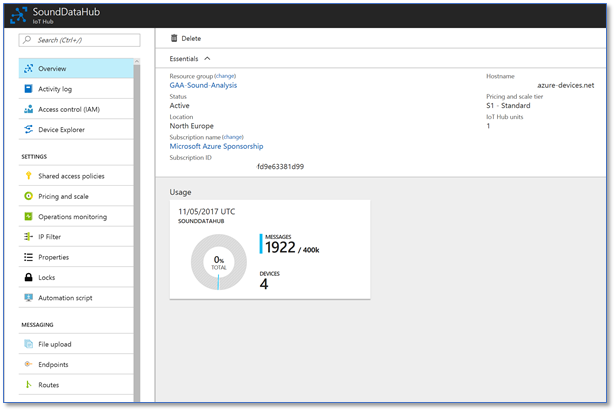 SoundDataHub
IoT Hub
Search (Ctrl+/)
Overview
Activity log
Access control (IAM)
Device Explorer
SETTINGS
Shared access policies
Pricing and scale
Operations monitoring
IP Filter
Properties
Locks
Automation script
MESSAGING
File upload
Endpoints
Routes
Delete
Essentials
Resource group (change)
GAA-Sound-Analysis
Status
Active
Location
North Europe
Subscription name (change)
Microsoft Azure Sponsorship
Subscription ID
-fd9e63381d99
Hostname
azure-devices.net
Pricing and scale tier
S1 - Standard
IoT Hub units
1
Usage
11/05/2017 UTC
SOUNDDATAHUB
0%
TOTAL
MESSAGES
1922 / 400k
DEVICES
4